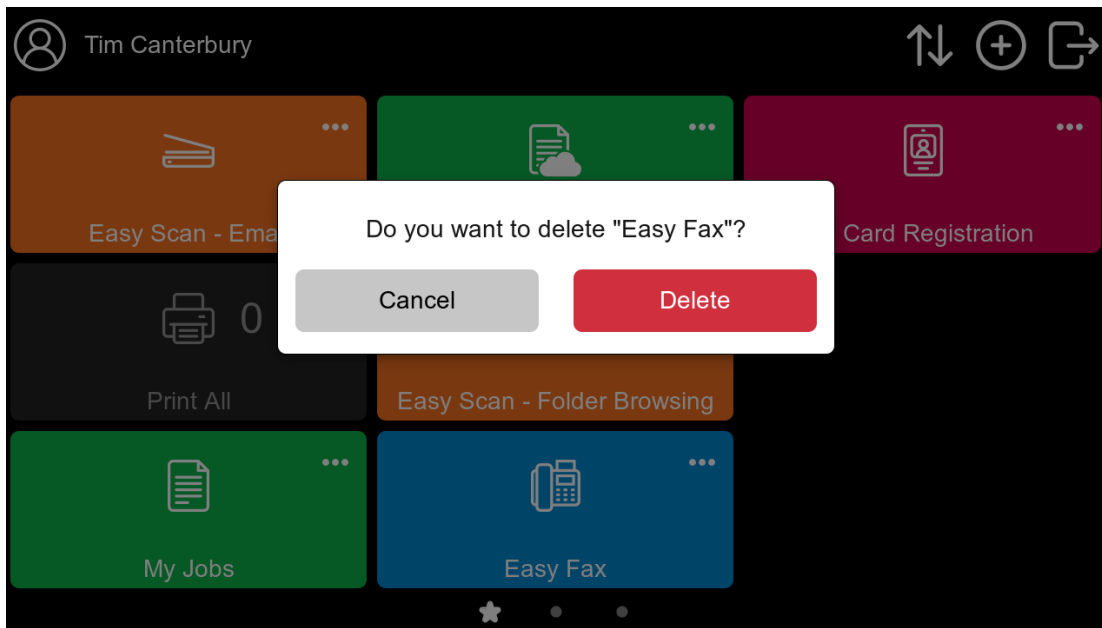 Tim Canterbury
Easy Scan - Ema
Card Registration
Do you want to delete "Easy Fax"?
Cancel
Delete
0
Print All
Easy Scan - Folder Browsing
My Jobs
Easy Fax